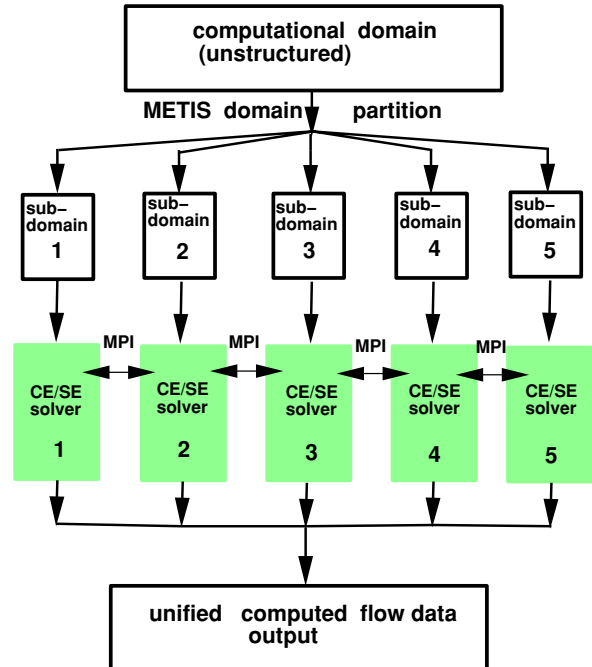 computational domain
(unstructured)
METIS domain partition
sub-
domain
1
sub-
domain
2
sub-
domain
3
sub-
domain
4
sub-
domain
5
MPI
MPI
MPI
MPI
CE/SE
solver
1
CE/SE
solver
2
CE/SE
solver
3
CE/SE
solver
4
CE/SE
solver
5
unified computed flow data
output